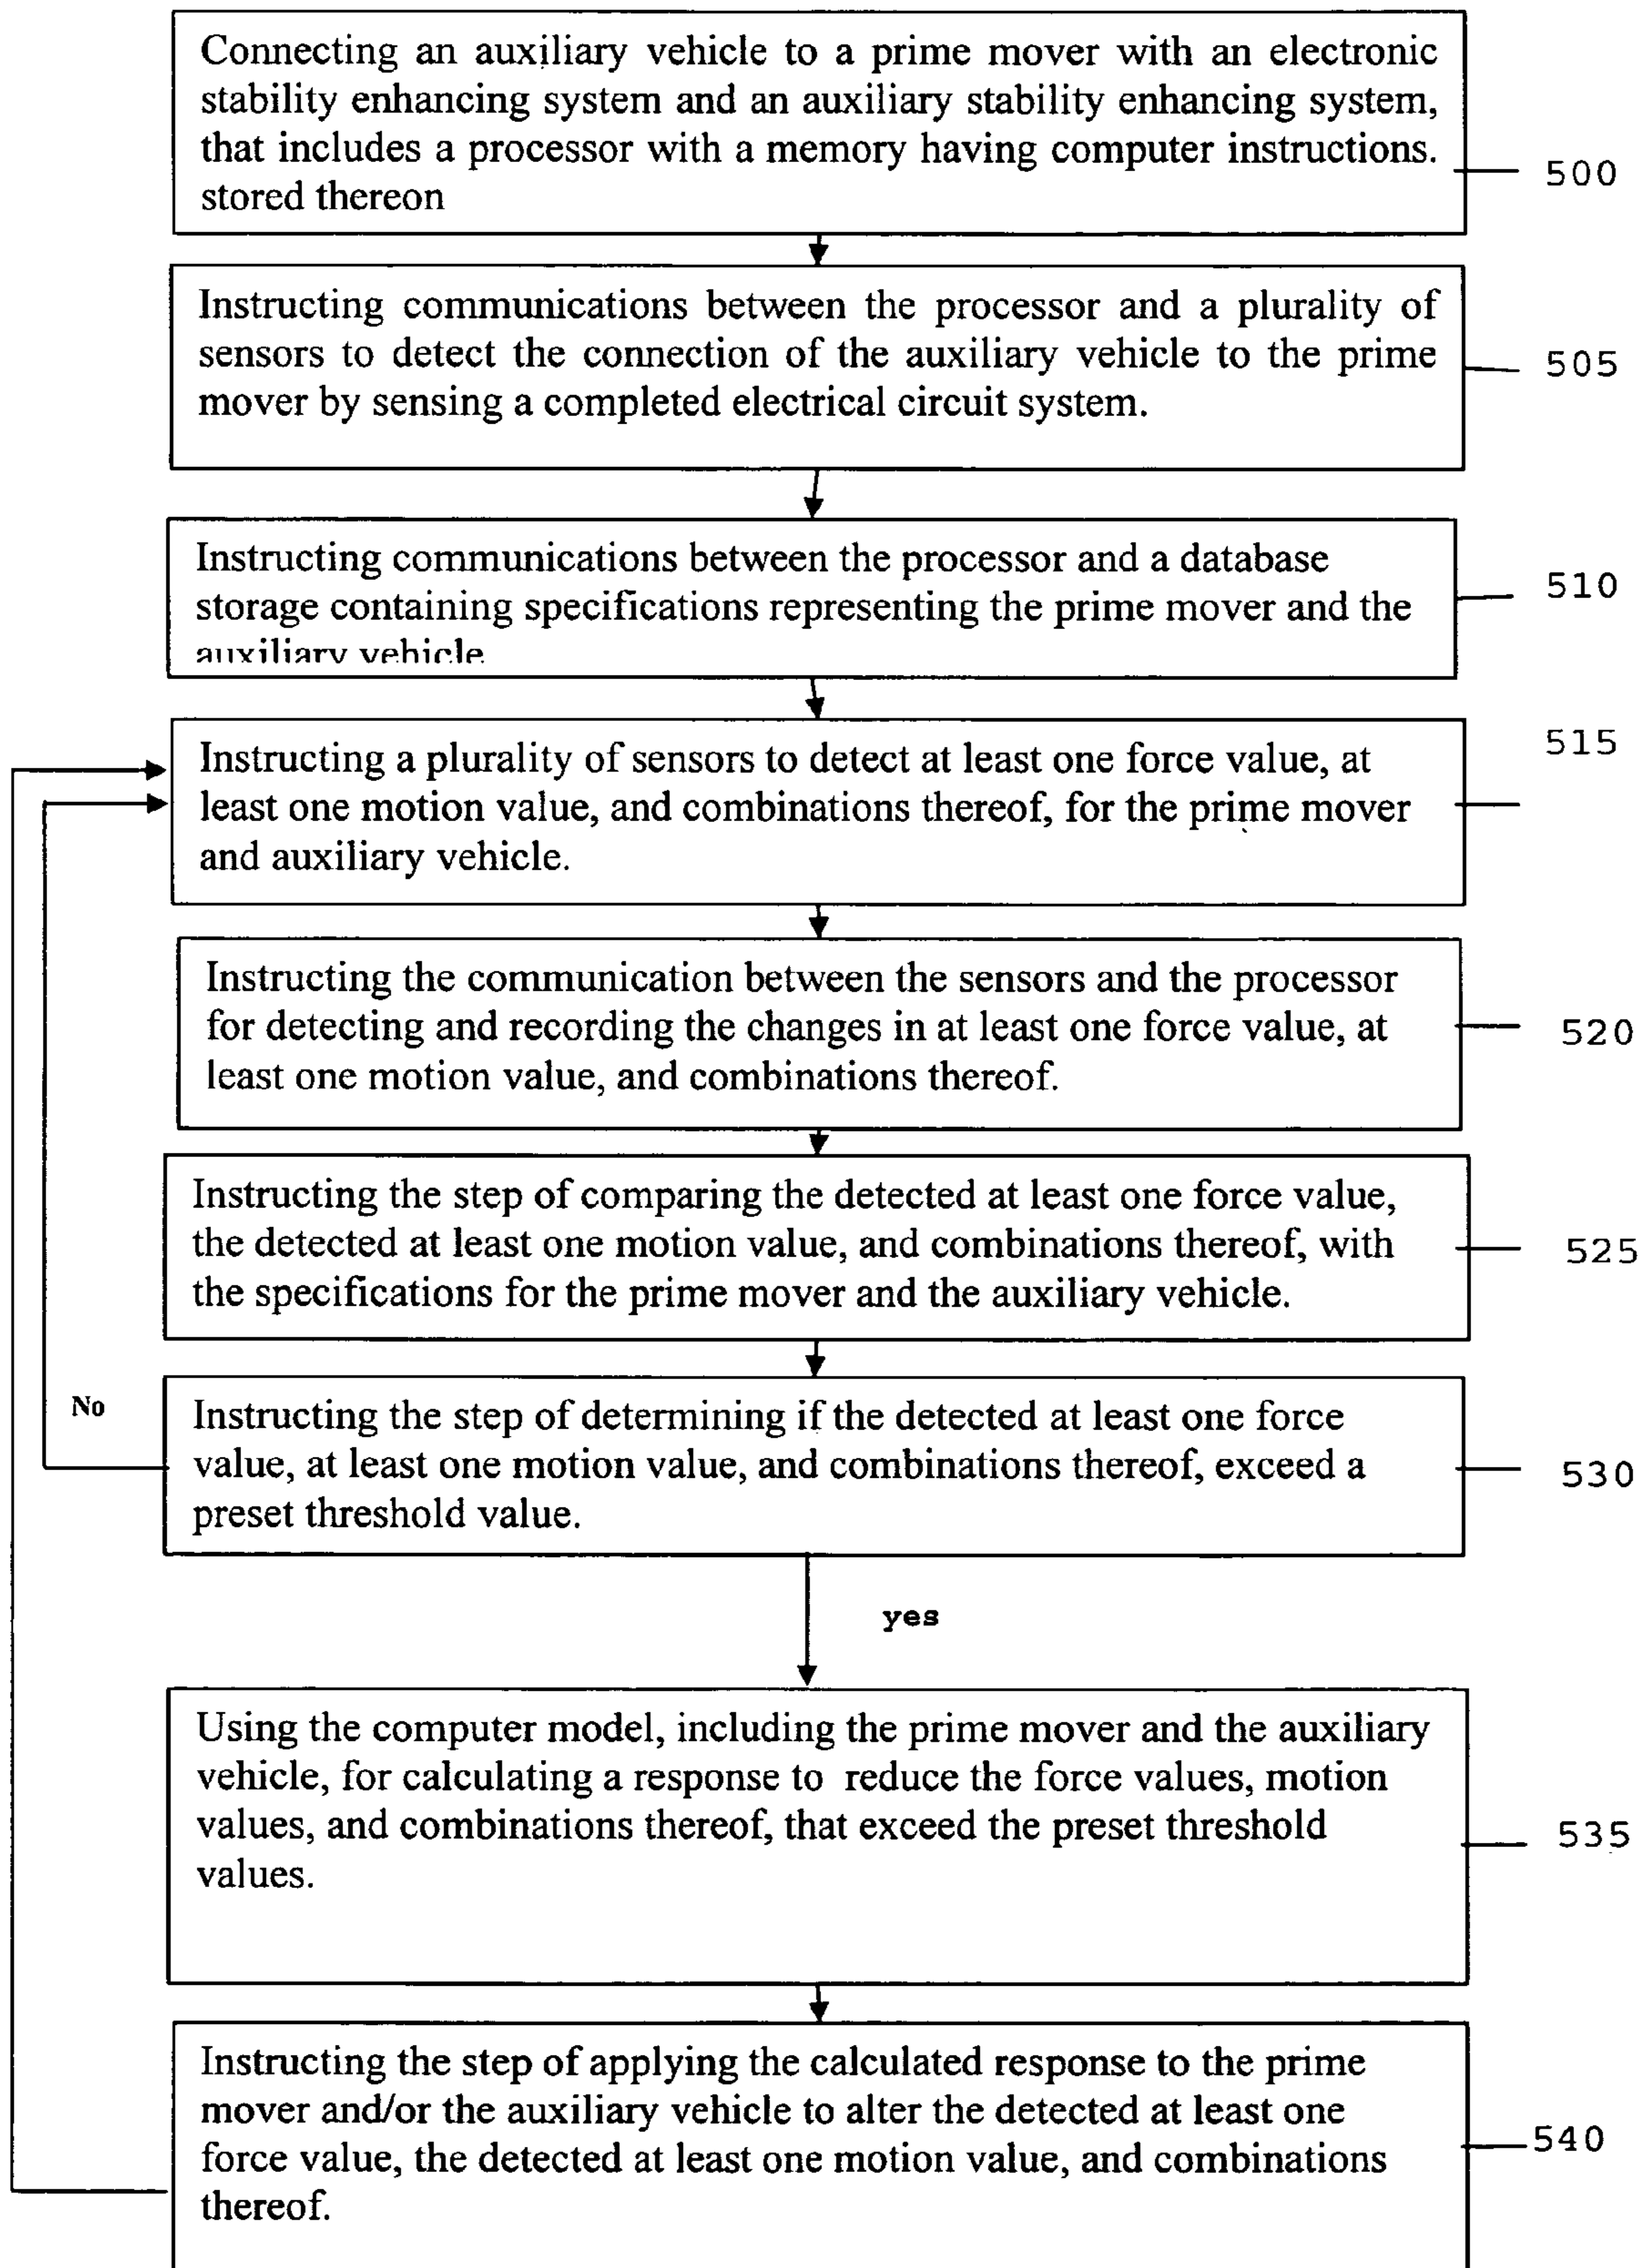 Connecting an auxiliary vehicle to a prime mover with an electronic
stability enhancing system and an auxiliary stability enhancing system,
that includes a processor with a memory having computer instructions.
stored thereon
500
Instructing communications between the processor and a plurality of
sensors to detect the connection of the auxiliary vehicle to the prime
mover by sensing a completed electrical circuit system.
505
Instructing communications between the processor and a database
storage containing specifications representing the prime mover and the
auxiliary vehicle
510
Instructing a plurality of sensors to detect at least one force value, at
least one motion value, and combinations thereof, for the prime mover
and auxiliary vehicle.
515
Instructing the communication between the sensors and the processor
for detecting and recording the changes in at least one force value, at
least one motion value, and combinations thereof.
520
Instructing the step of comparing the detected at least one force value,
the detected at least one motion value, and combinations thereof, with
the specifications for the prime mover and the auxiliary vehicle.
525
No
Instructing the step of determining if the detected at least one force
value, at least one motion value, and combinations thereof, exceed a
preset threshold value.
530
yes
Using the computer model, including the prime mover and the auxiliary
vehicle, for calculating a response to reduce the force values, motion
values, and combinations thereof, that exceed the preset threshold
values.
535
Instructing the step of applying the calculated response to the prime
mover and/or the auxiliary vehicle to alter the detected at least one
force value, the detected at least one motion value, and combinations
thereof.
540